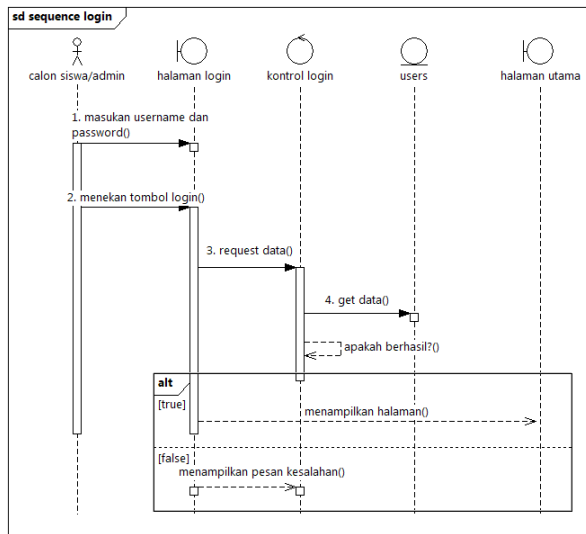 sd sequence login
calon siswa/admin
halaman login
kontrol login
users
halaman utama
1. masukan username dan
password()
2. menekan tombol login()
3. request data()
4. get data()
apakah berhasil?()
alt
[true]
menampilkan halaman()
[false]
menampilkan pesan kesalahan()